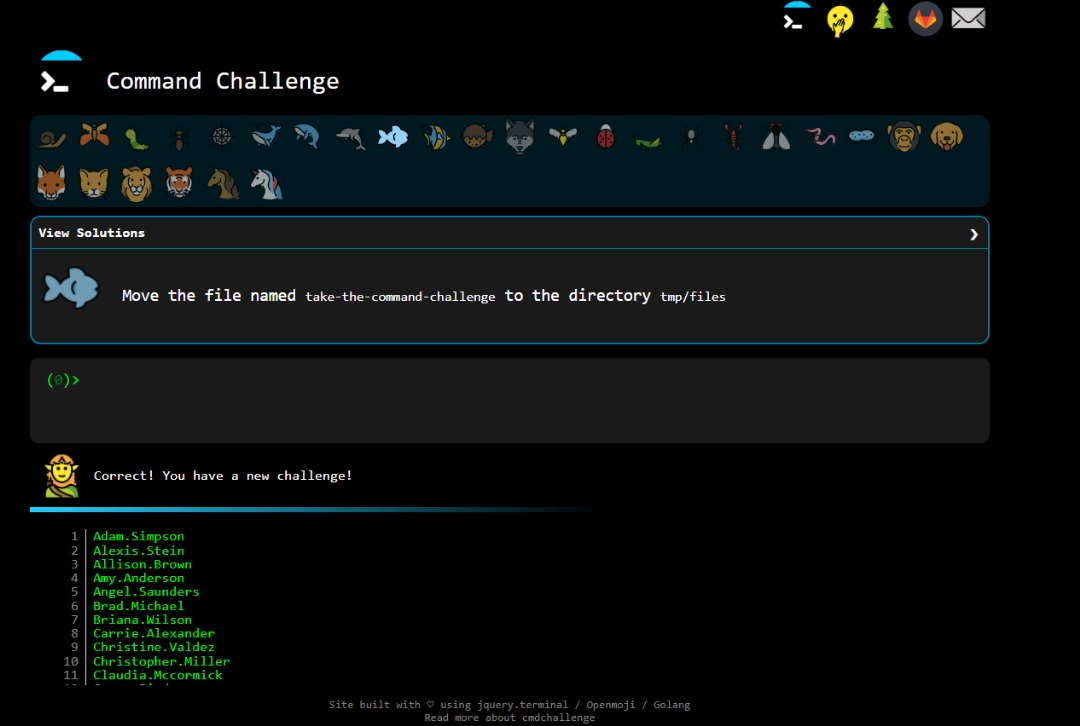 Command Challenge
View Solutions
Move the file named take-the-command-challenge to the directory tmp/files
(0)>
Correct! You have a new challenge!
1 Adam.Simpson
2 Alexis.Stein
3 Allison.Brown
4 Amy.Anderson
5 Angel.Saunders
6 Brad.Michael
7 Briana.Wilson
8 Carrie.Alexander
9 Christine.Valdez
10 Christopher.Miller
11 Claudia.Mccormick
Site built with ♡ using jquery.terminal / Openmoji / Golang
Read more about cmdchallenge